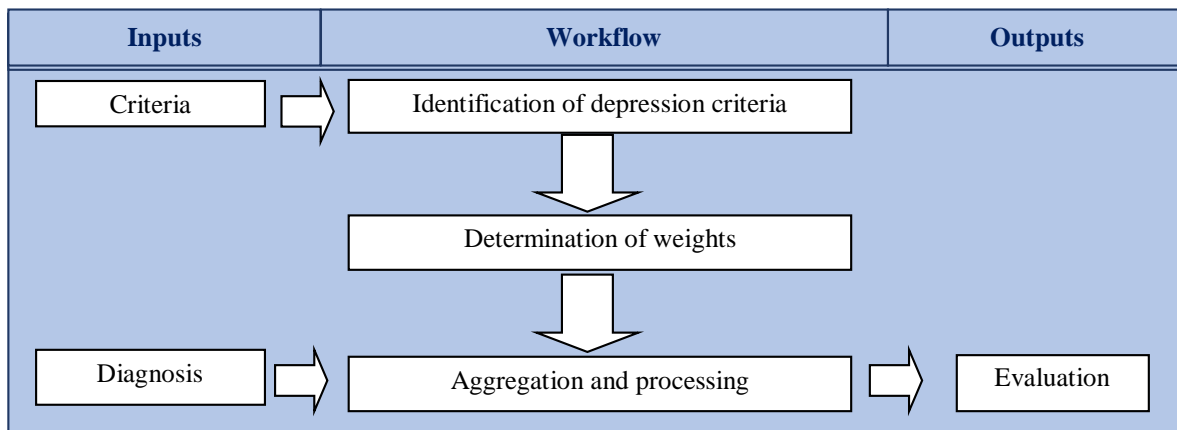 Inputs
Workflow
Outputs
Criteria
Identification of depression criteria
Determination of weights
Diagnosis
Aggregation and processing
Evaluation